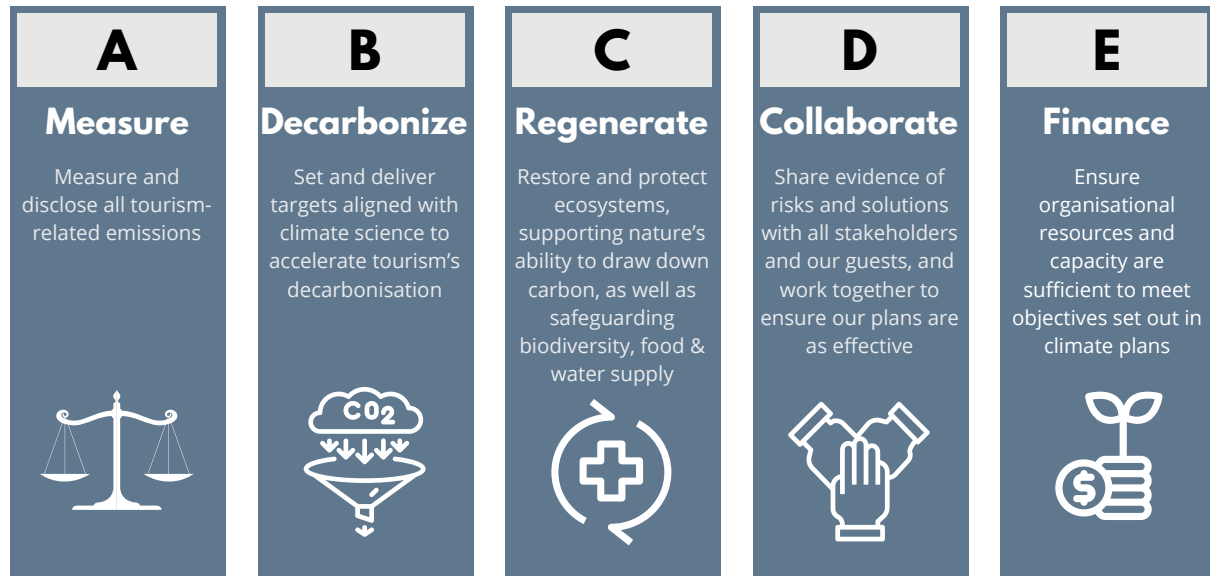 A
Measure
Measure and
disclose all tourism-
related emissions
B
Decarbonize
Set and deliver
targets aligned with
climate science to
accelerate tourism's
decarbonisation
CO2
C
Regenerate
Restore and protect
ecosystems,
supporting nature's
ability to draw down
carbon, as well as
safeguarding
biodiversity, food &
water supply
D
Collaborate
Share evidence of
risks and solutions
with all stakeholders
and our guests, and
work together to
ensure our plans are
as effective
E
Finance
Ensure
organisational
resources and
capacity are
sufficient to meet
objectives set out in
climate plans
$